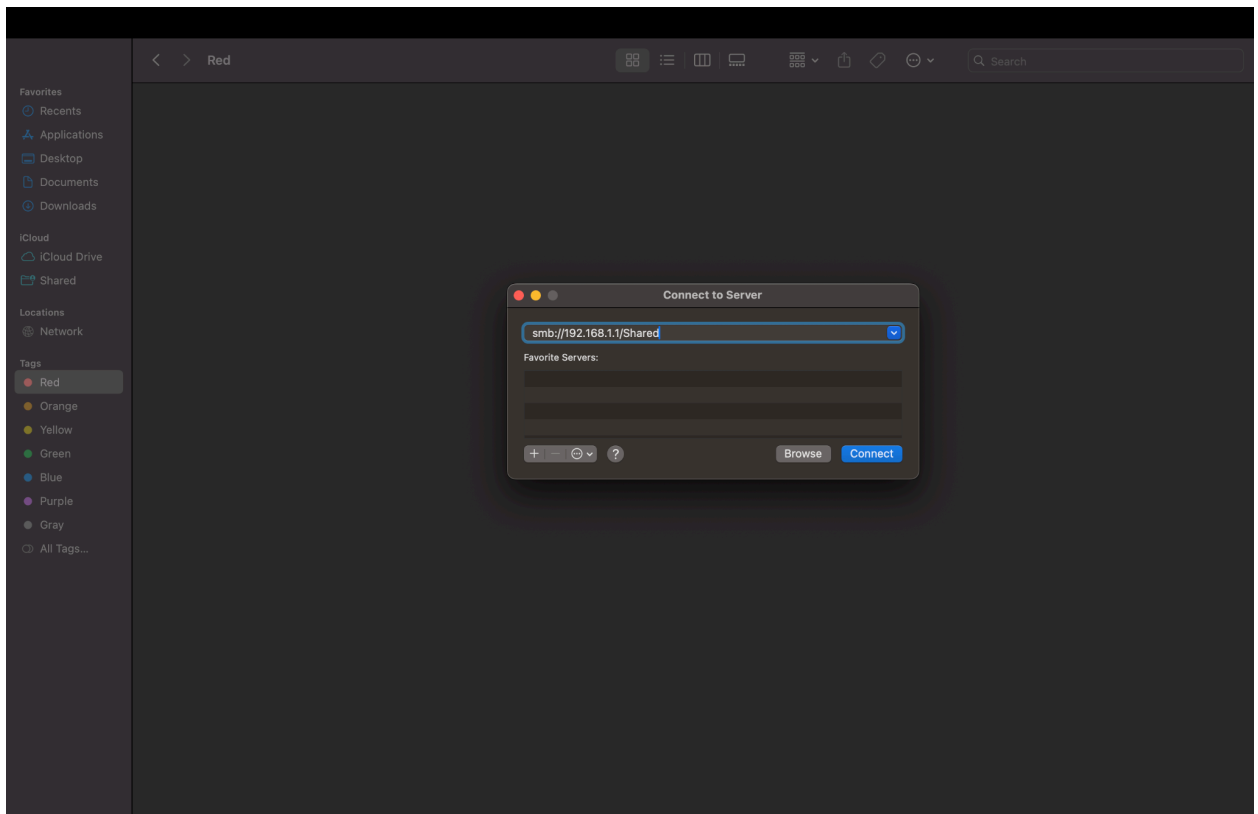 Red
Search
Favorites
Recents
Applications
Desktop
Documents
Downloads
iCloud
iCloud Drive
Shared
Locations
Network
Tags
Red
Orange
Yellow
Green
Blue
Purple
Gray
All Tags...
Connect to Server
smb://192.168.1.1/Shared
Favorite Servers:
Browse
Connect